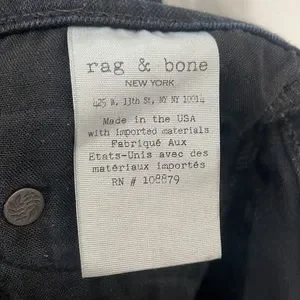 rag & bone
NEW YORK
425 W. 13th St, NY NY 10014
Made in the USA
with imported materials
Fabriqué Aux
Etats-Unis avec des
matériaux importés
RN # 108879